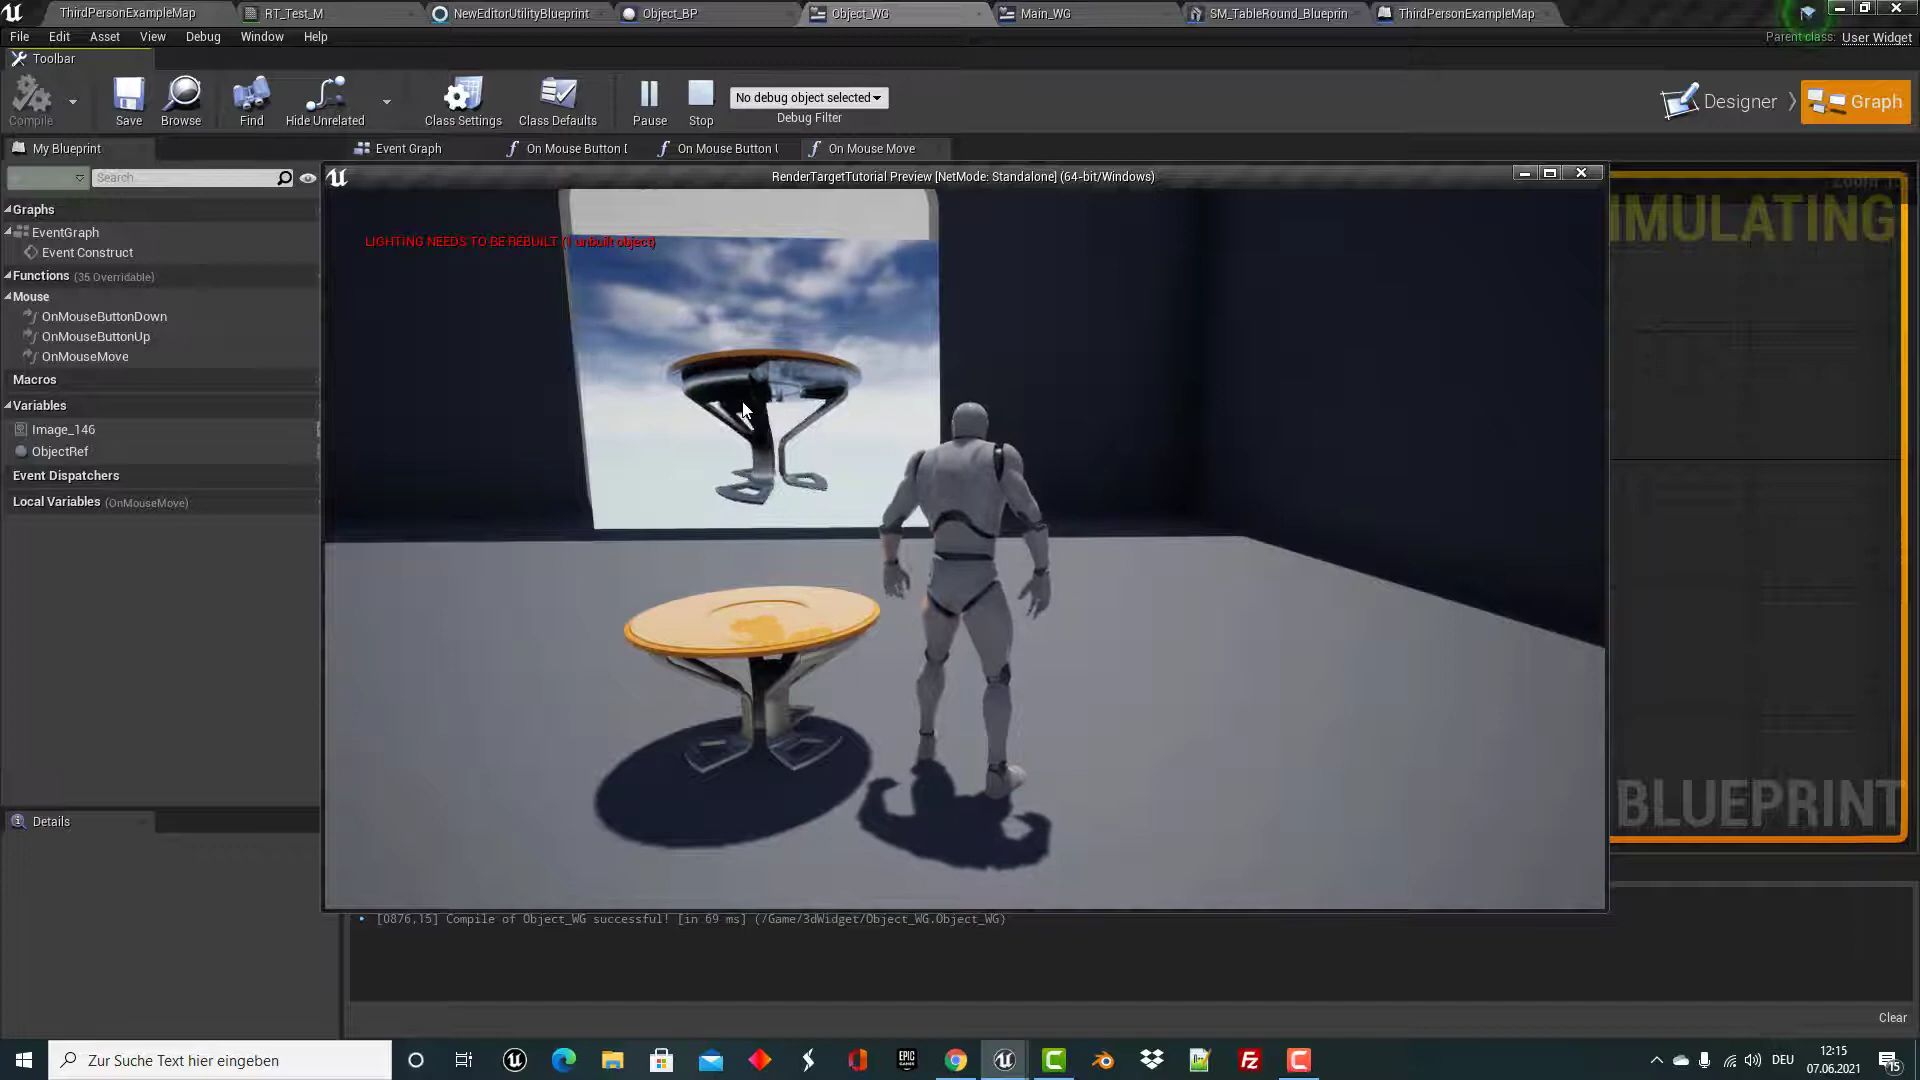 ThirdPersonExampleMap
RT_Test_M
NewEditorUtilityBlueprint
Object_BP
Object_WG
Main_WG
SM_TableRound_Blueprin
ThirdPersonExampleMap
File Edit Asset View Debug Window Help
Parent class: User Widget
Toolbar
Compile
Save
Browse
Find
Hide Unrelated
Class Settings
Class Defaults
Pause
Stop
No debug object selected
Debug Filter
Designer
Graph
My Blueprint
Event Graph
On Mouse Button D
On Mouse Button U
On Mouse Move
Search
RenderTargetTutorial Preview [NetMode: Standalone] (64-bit/Windows)
LIGHTING NEEDS TO BE REBUILT (1 unbuilt object)
IMULATING
BLUEPRINT
Graphs
EventGraph
Event Construct
Functions (35 Overridable)
Mouse
OnMouseButtonDown
OnMouseButtonUp
OnMouseMove
Macros
Variables
Image_146
ObjectRef
Event Dispatchers
Local Variables (OnMouseMove)
Details
[0876,15] Compile of Object_WG successful! [in 69 ms] (/Game/3dWidget/Object_WG.Object_WG)
Clear
Zur Suche Text hier eingeben
EPIC
DEU
12:15
07.06.2021
15